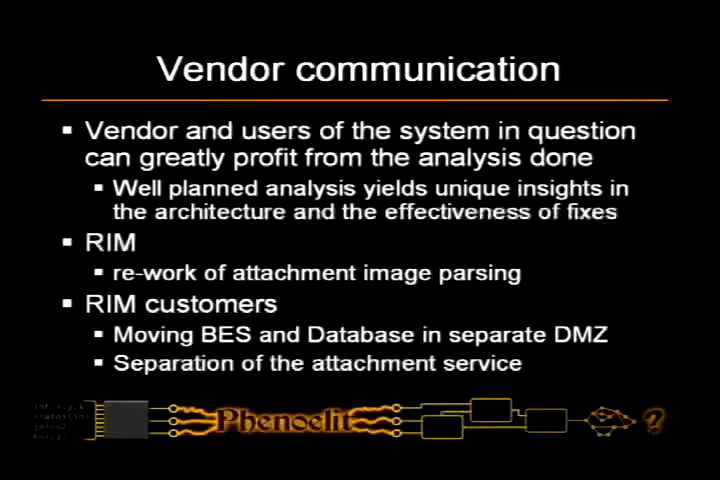 Vendor communication
▪ Vendor and users of the system in question
can greatly profit from the analysis done
▪ Well planned analysis yields unique insights in
the architecture and the effectiveness of fixes
▪ RIM
▪ re-work of attachment image parsing
▪ RIM customers
▪ Moving BES and Database in separate DMZ
▪ Separation of the attachment service
Phenoelit
?